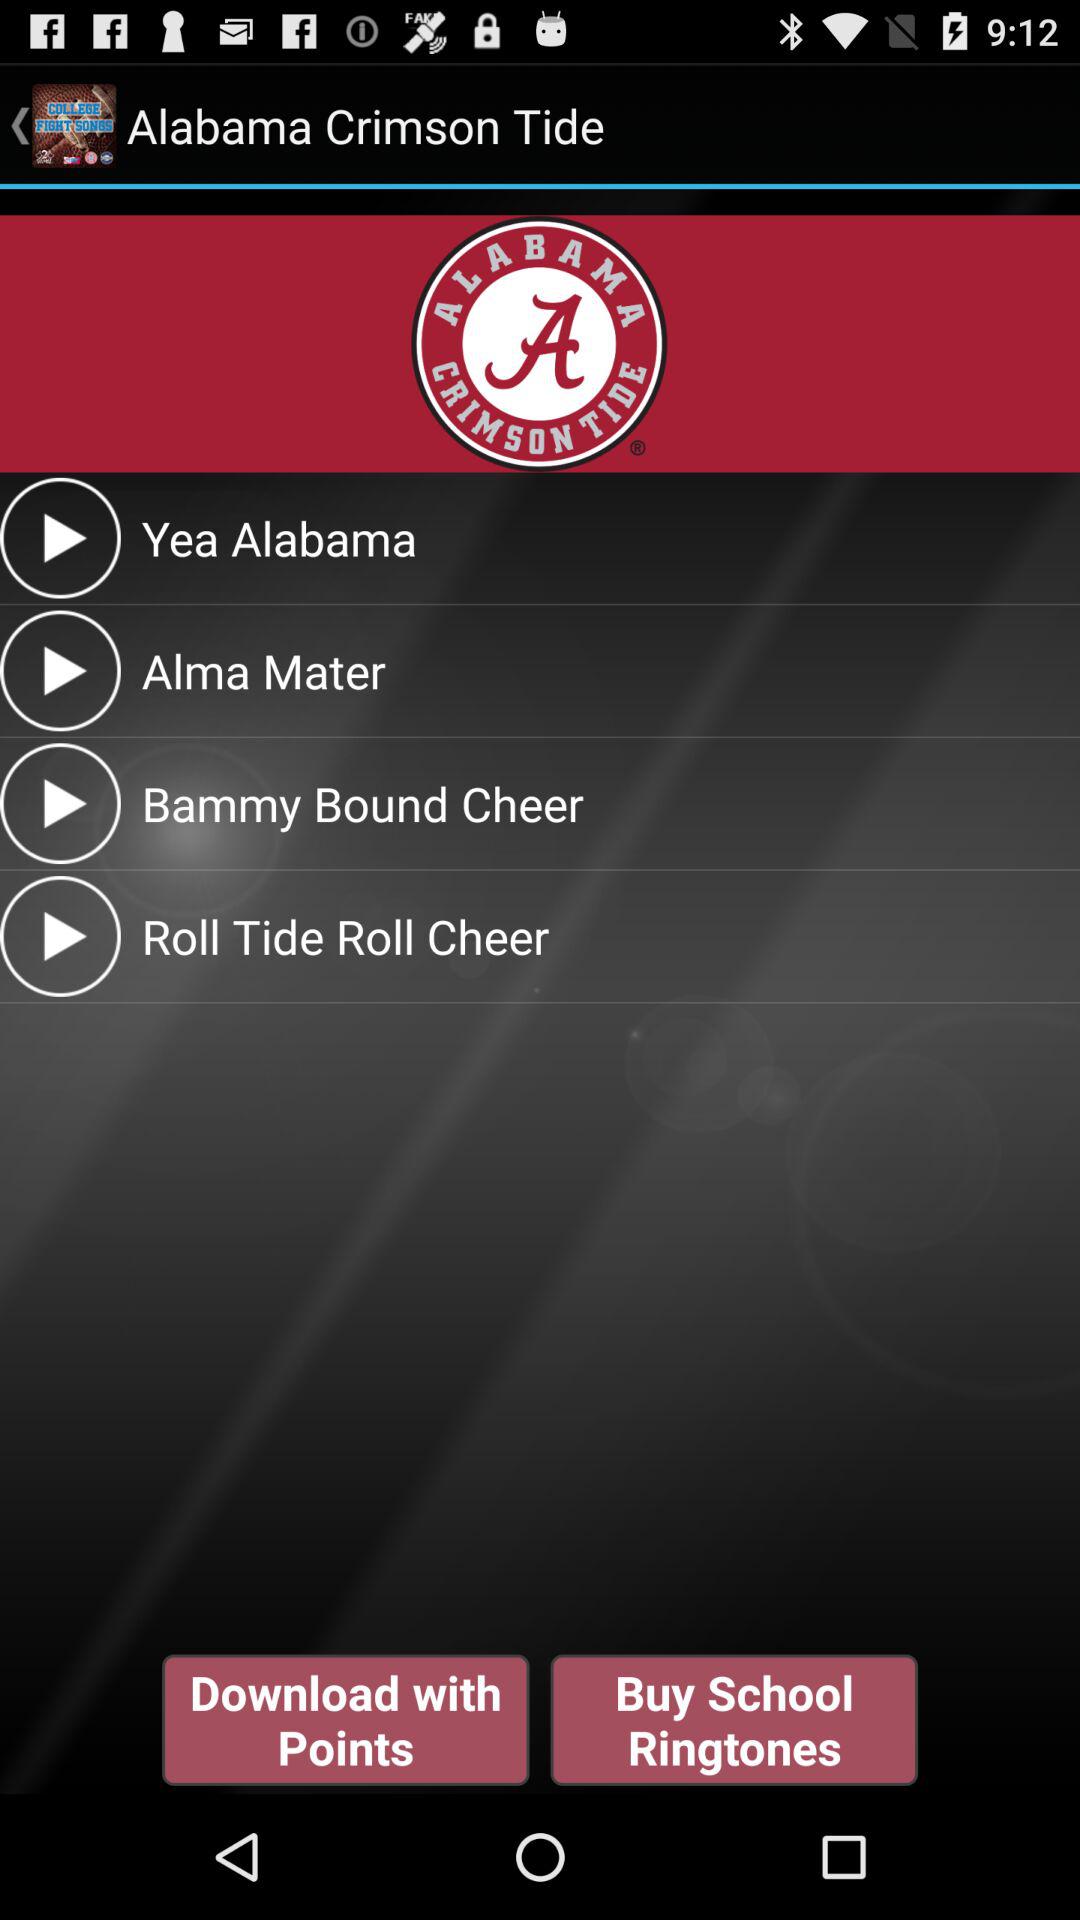 FAKE
9:12
COLLEGE
FIGHT SONGS
Alabama Crimson Tide
ALABAMA
A
CRIMSON TIDE
®
Yea Alabama
Alma Mater
Bammy Bound Cheer
Roll Tide Roll Cheer
Download with
Points
Buy School
Ringtones